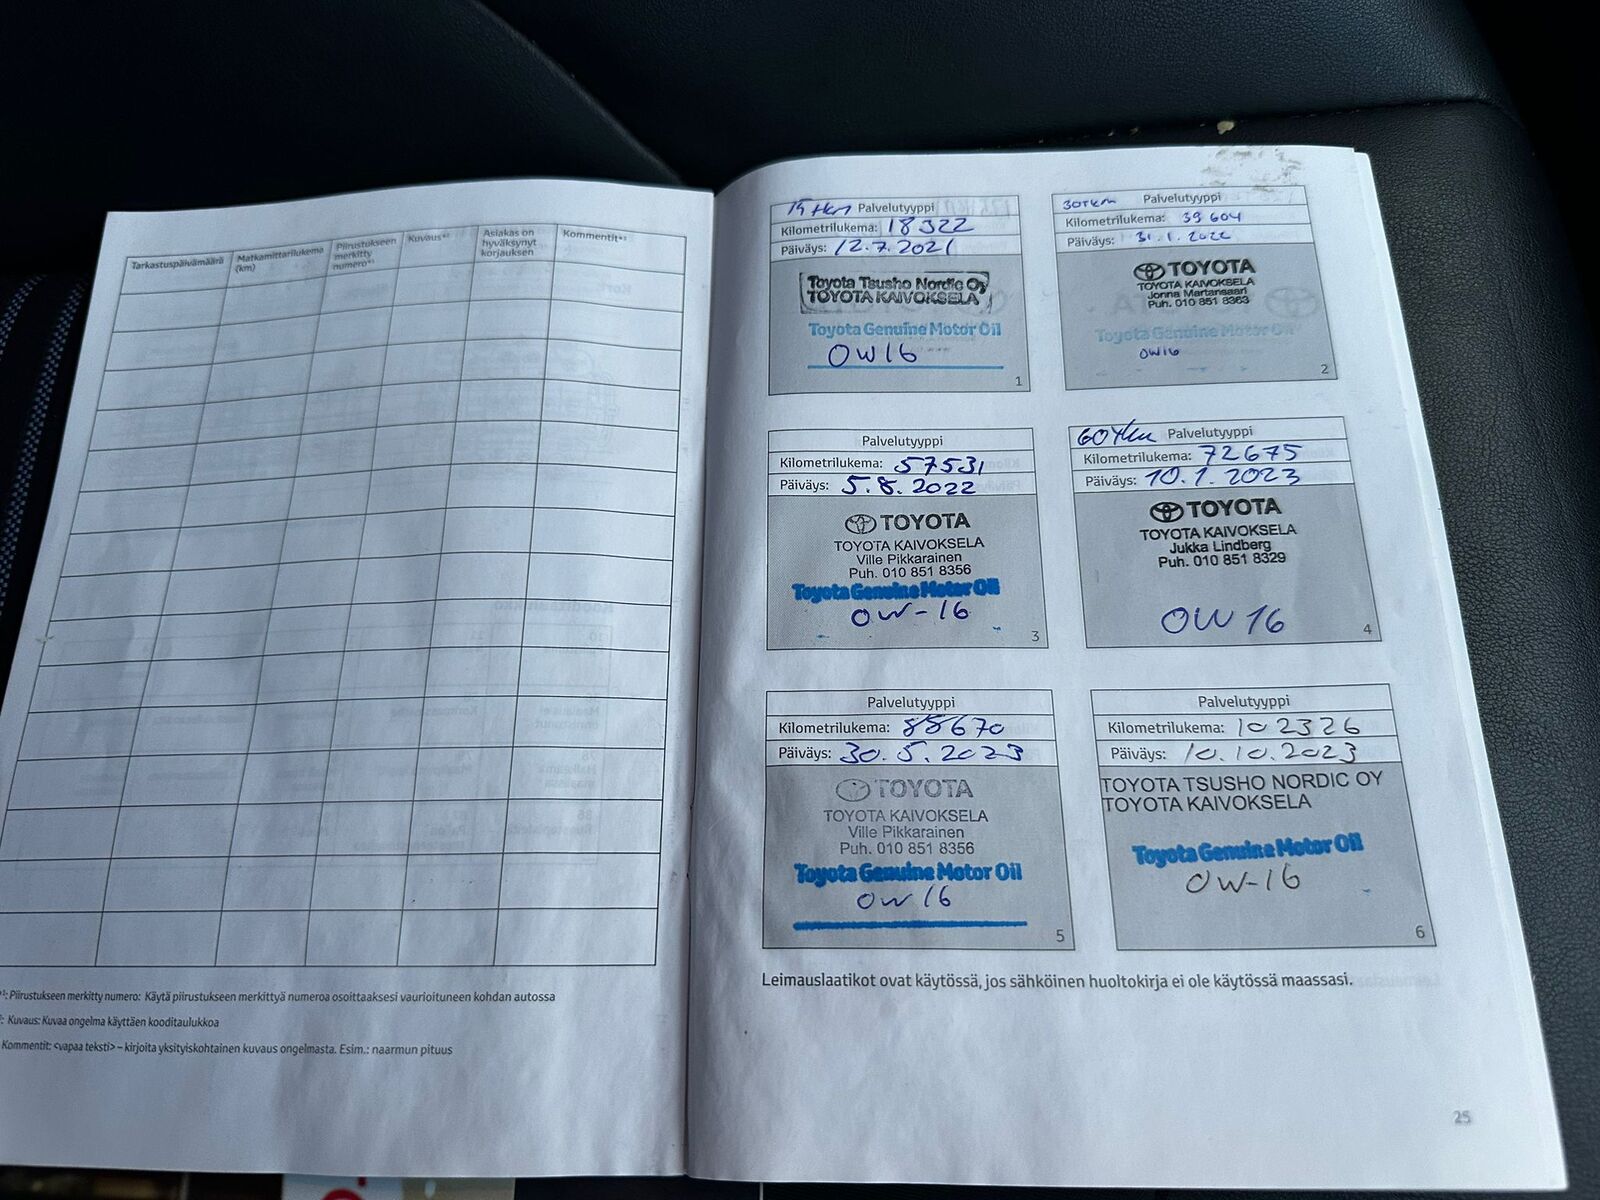 Tarkastuspäivämäärä
Matkamittarilukema
(km)
Piirustukseen
merkitty
numero*¹
Kuvaus*²
Asiakas on
hyväksynyt
korjauksen
Kommentit*³
*¹: Piirustukseen merkitty numero: Käytä piirustukseen merkittyä numeroa osoittaaksesi vaurioituneen kohdan autossa
: Kuvaus: Kuvaa ongelma käyttäen kooditaulukkoa
Kommentit: <vapaa teksti> – kirjoita yksityiskohtainen kuvaus ongelmasta. Esim.: naarmun pituus
15 tkm Palvelutyyppi
Kilometrilukema: 18322
Päiväys: 12.7.2021
Toyota Tsusho Nordic Oy
TOYOTA KAIVOKSELA
Toyota Genuine Motor Oil
0W16
1
30TKM Palvelutyyppi
Kilometrilukema: 39 604
Päiväys: 31.1.2022
TOYOTA
TOYOTA KAIVOKSELA
Jonna Martansaari
Puh. 010 851 8363
Toyota Genuine Motor Oil
0W16
2
Palvelutyyppi
Kilometrilukema: 57531
Päiväys: 5.8.2022
TOYOTA
TOYOTA KAIVOKSELA
Ville Pikkarainen
Puh. 010 851 8356
Toyota Genuine Motor Oil
0W-16
3
60Tkm Palvelutyyppi
Kilometrilukema: 72675
Päiväys: 10.1.2023
TOYOTA
TOYOTA KAIVOKSELA
Jukka Lindberg
Puh. 010 851 8329
0W16
4
Palvelutyyppi
Kilometrilukema: 88670
Päiväys: 30.5.2023
TOYOTA
TOYOTA KAIVOKSELA
Ville Pikkarainen
Puh. 010 851 8356
Toyota Genuine Motor Oil
0W16
5
Palvelutyyppi
Kilometrilukema: 102326
Päiväys: 10.10.2023
TOYOTA TSUSHO NORDIC OY
TOYOTA KAIVOKSELA
Toyota Genuine Motor Oil
0W-16
6
Leimauslaatikot ovat käytössä, jos sähköinen huoltokirja ei ole käytössä maassasi.
25